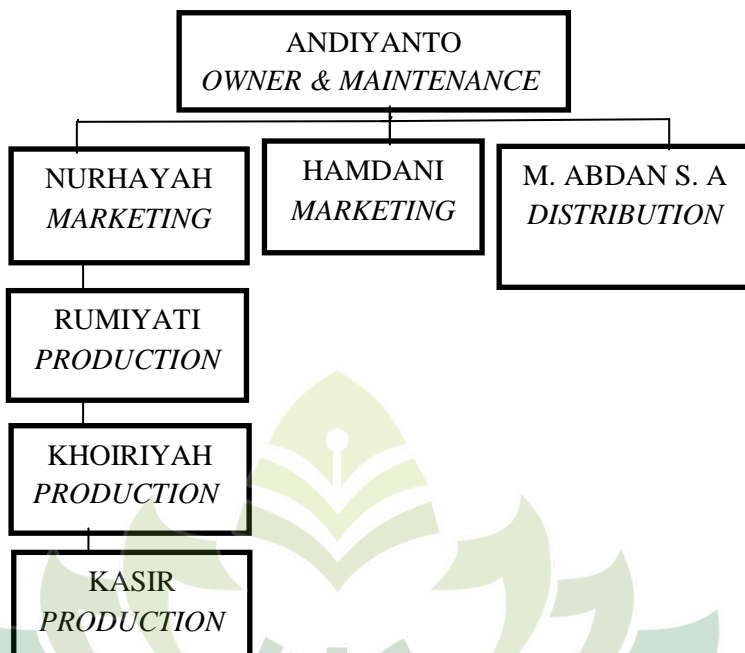 ANDIYANTO
OWNER & MAINTENANCE
NURHAYAH
MARKETING
HAMDANI
MARKETING
M. ABDAN S. A
DISTRIBUTION
RUMIYATI
PRODUCTION
KHOIRIYAH
PRODUCTION
KASIR
PRODUCTION